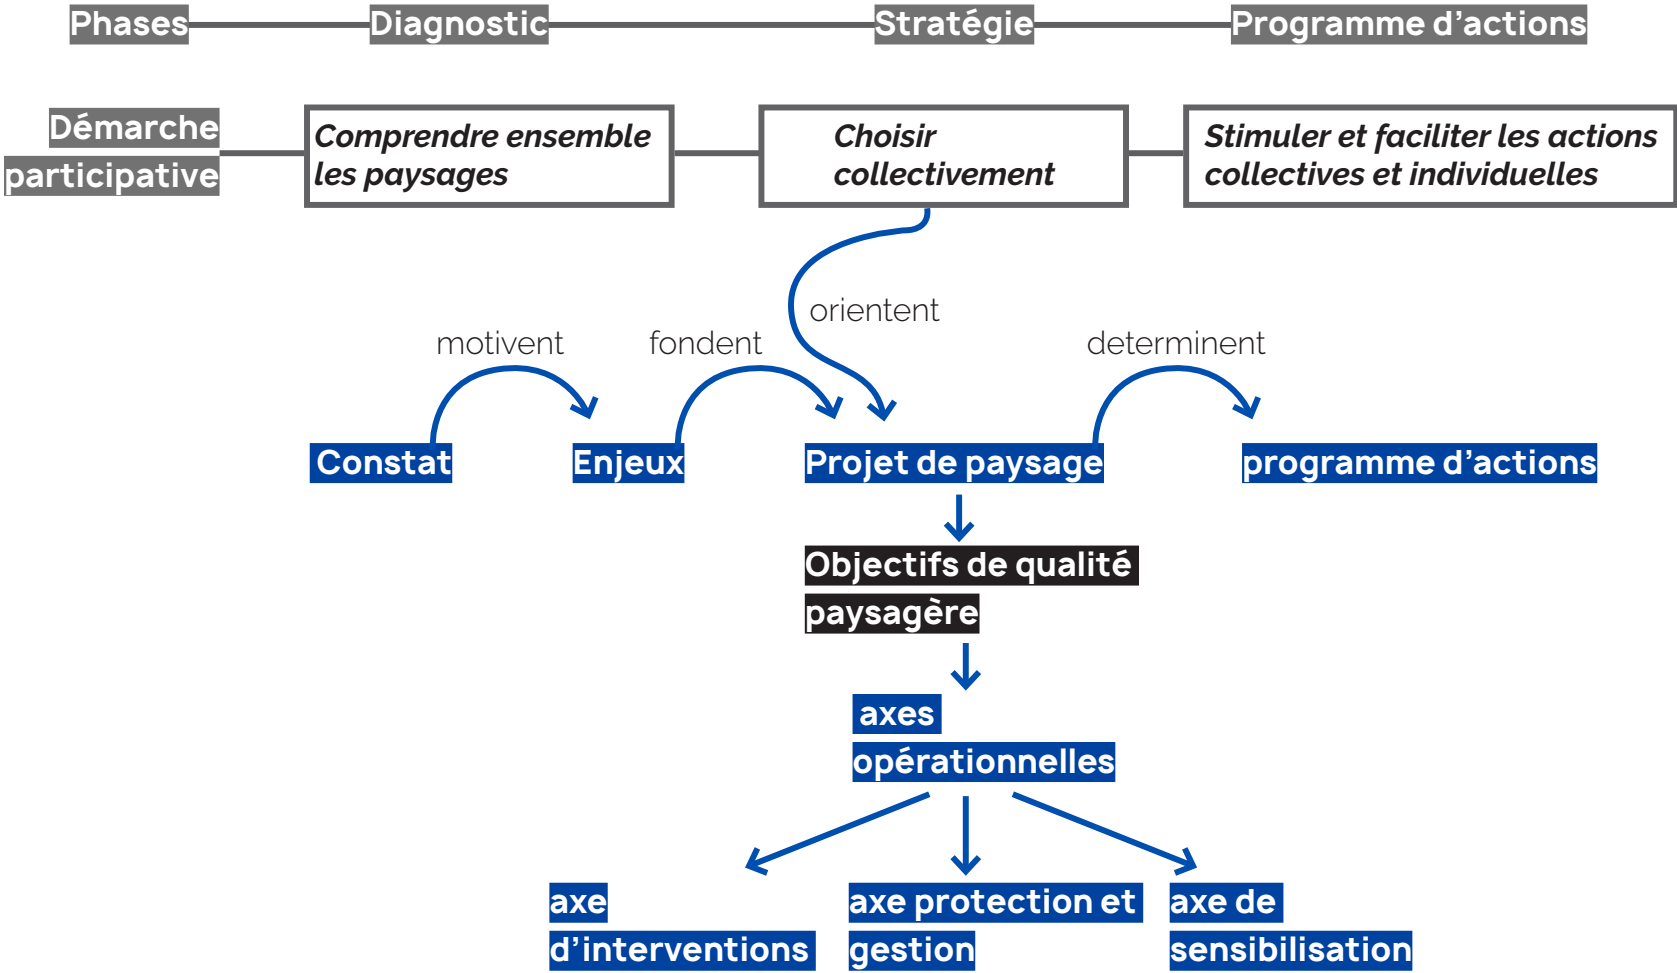 Phases
Diagnostic
Stratégie
Programme d’actions
Démarche
participative
Comprendre ensemble
les paysages
Choisir
collectivement
Stimuler et faciliter les actions
collectives et individuelles
orientent
motivent
fondent
determinent
Constat
Enjeux
Projet de paysage
programme d’actions
Objectifs de qualité
paysagère
axes
opérationnelles
axe
d’interventions
axe protection et
gestion
axe de
sensibilisation